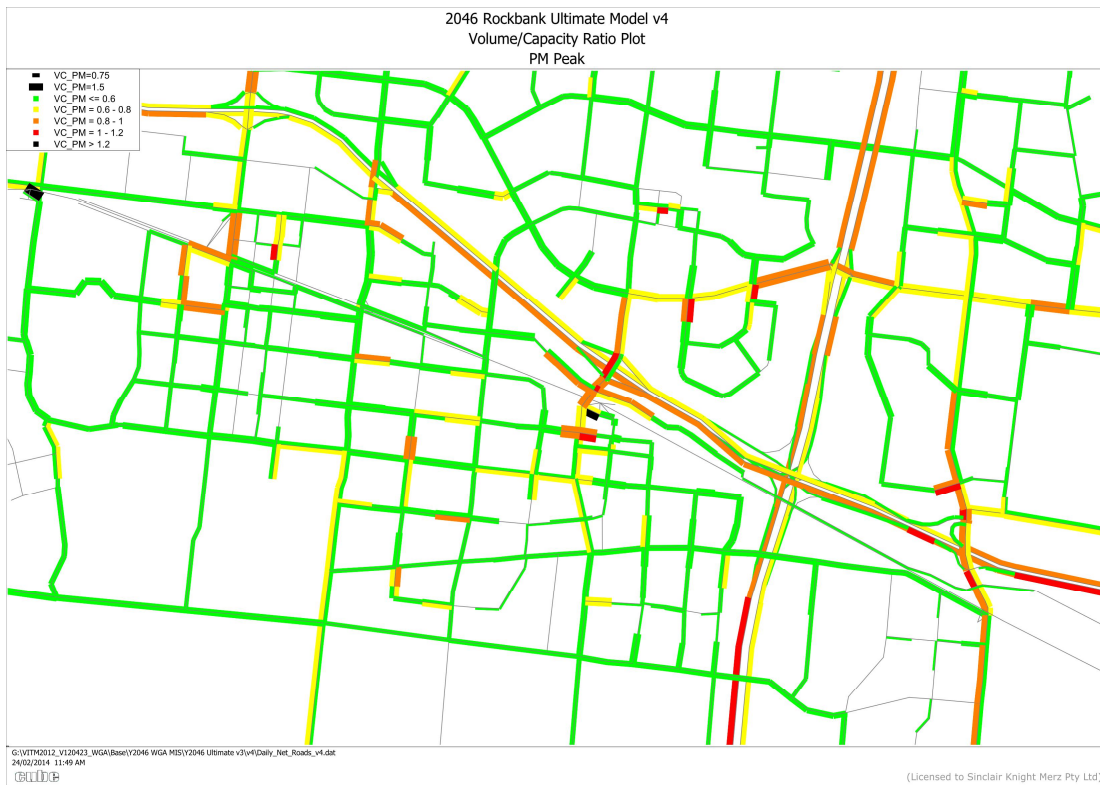 2046 Rockbank Ultimate Model v4
Volume/Capacity Ratio Plot
PM Peak
VC_PM=0.75
VC_PM=1.5
VC_PM <= 0.6
VC_PM = 0.6 - 0.8
VC_PM = 0.8 - 1
VC_PM = 1 - 1.2
VC_PM > 1.2
G:\VITM2012_V120423_WGA\Base\Y2046 WGA MIS\Y2046 Ultimate v3\v4\Daily_Net_Roads_v4.dat
24/02/2014 11:49 AM
cube
(Licensed to Sinclair Knight Merz Pty Ltd)